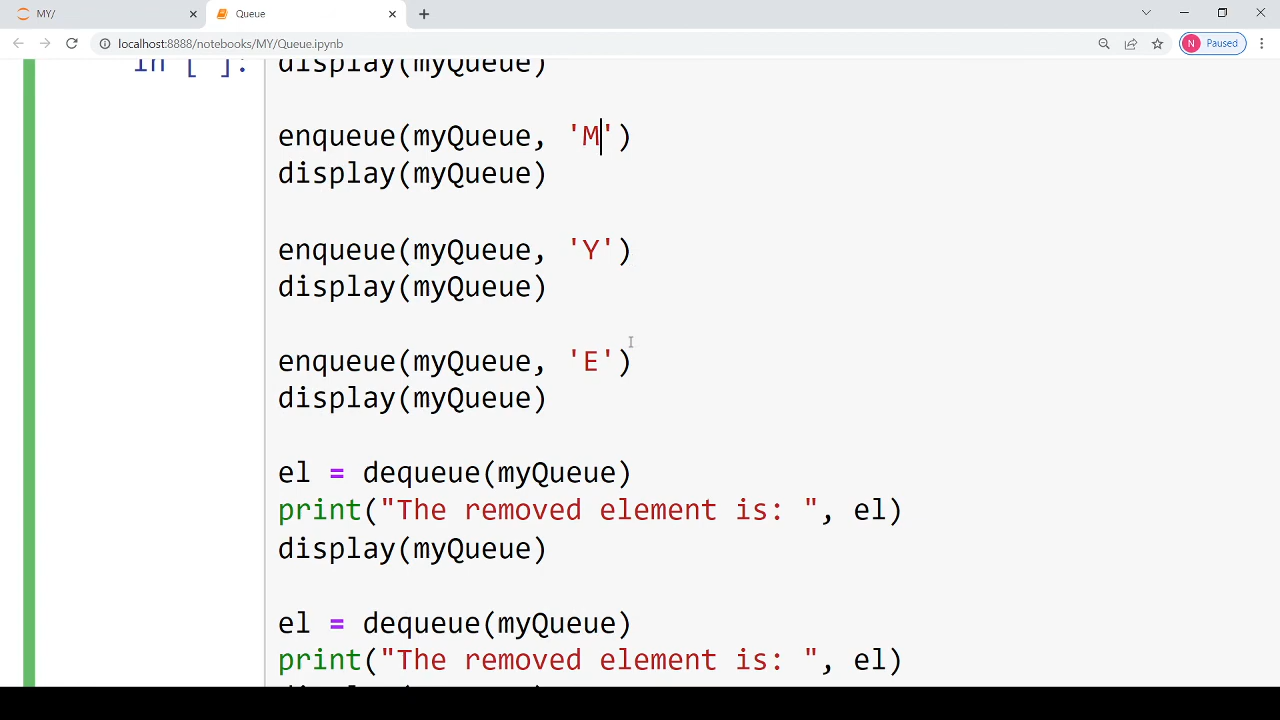 MY/
Queue
localhost:8888/notebooks/MY/Queue.ipynb
N Paused
In [ ]: display(myQueue)
enqueue(myQueue, 'M')
display(myQueue)
enqueue(myQueue, 'Y')
display(myQueue)
enqueue(myQueue, 'E')
display(myQueue)
el = dequeue(myQueue)
print("The removed element is: ", el)
display(myQueue)
el = dequeue(myQueue)
print("The removed element is: ", el)